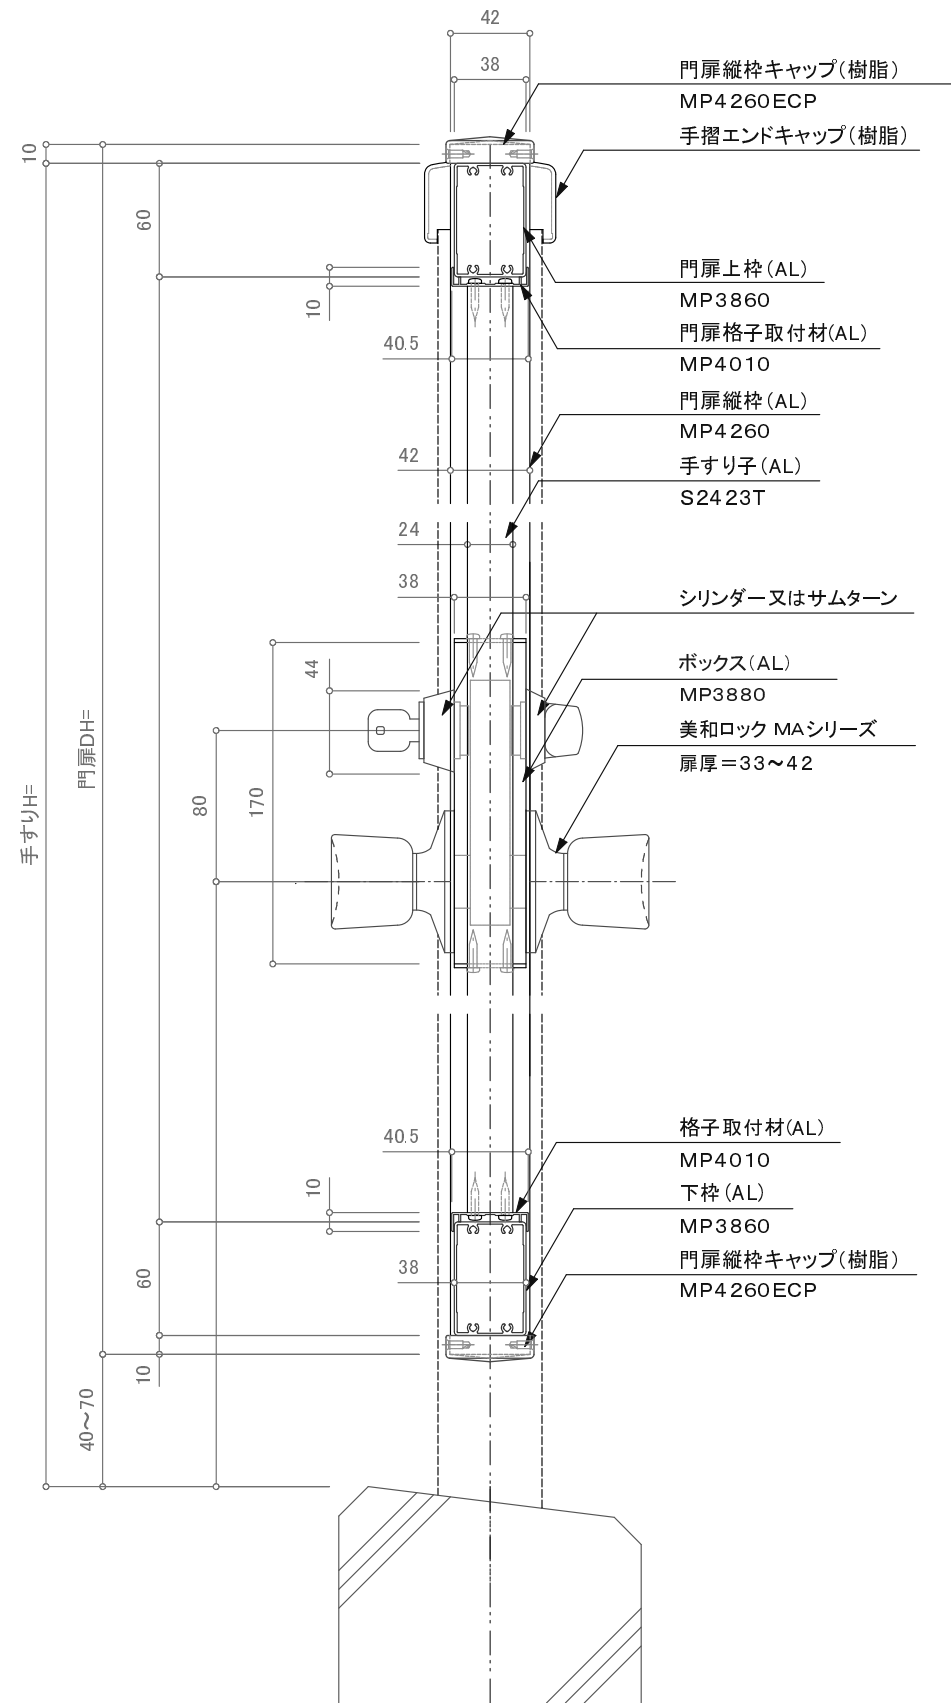 42
38
門扉縦枠キャップ(樹脂)
MP4260ECP
手摺エンドキャップ(樹脂)
10
60
門扉上枠(AL)
MP3860
10
門扉格子取付材(AL)
MP4010
40.5
門扉縦枠(AL)
MP4260
42
手すり子(AL)
S2423T
24
38
シリンダー又はサムターン
44
ボックス(AL)
MP3880
美和ロック MAシリーズ
扉厚=33〜42
門扉DH=
手すりH=
80
170
格子取付材(AL)
MP4010
40.5
10
下枠(AL)
MP3860
門扉縦枠キャップ(樹脂)
MP4260ECP
38
60
10
40〜70